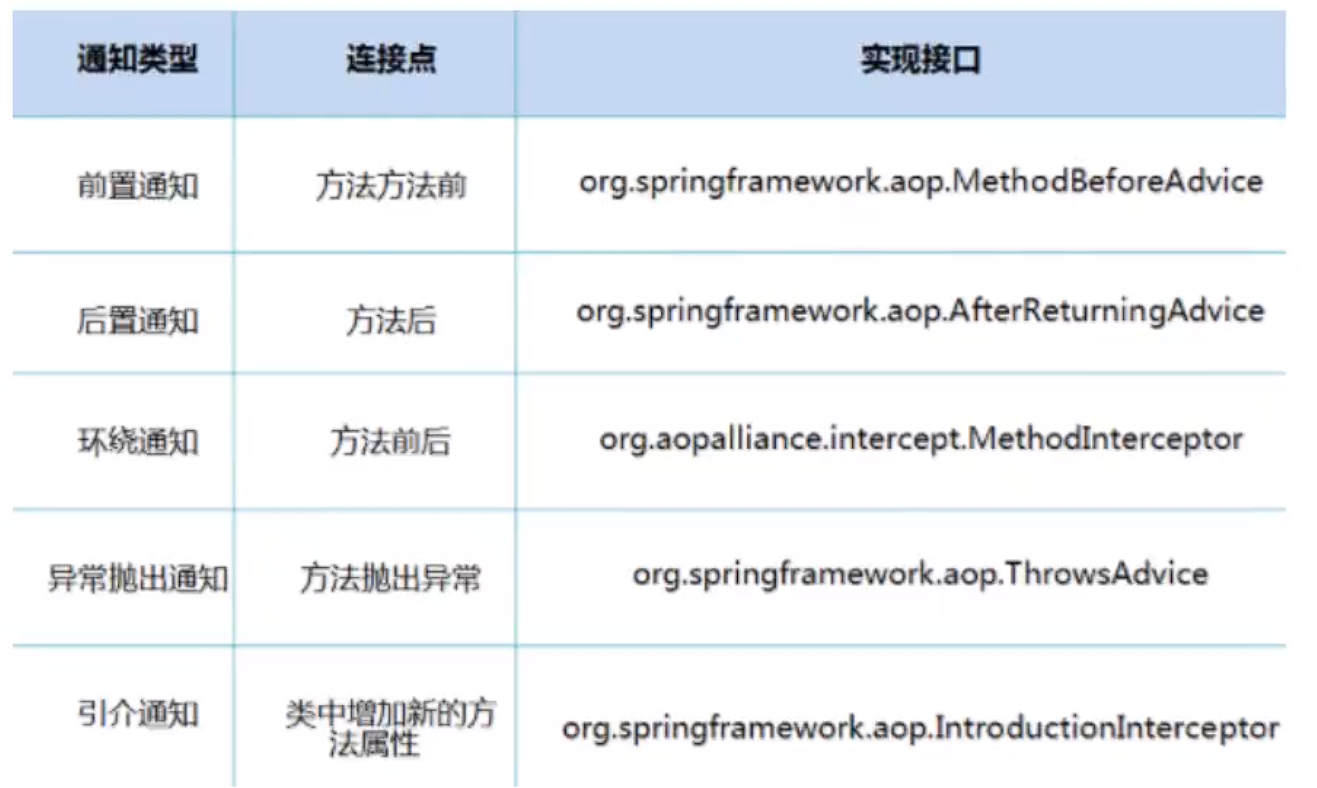 通知类型 连接点 实现接口
前置通知 方法方法前 org.springframework.aop.MethodBeforeAdvice
后置通知 方法后 org.springframework.aop.AfterReturningAdvice
环绕通知 方法前后 org.aopalliance.intercept.MethodInterceptor
异常抛出通知 方法抛出异常 org.springframework.aop.ThrowsAdvice
引介通知 类中增加新的方
法属性 org.springframework.aop.IntroductionInterceptor